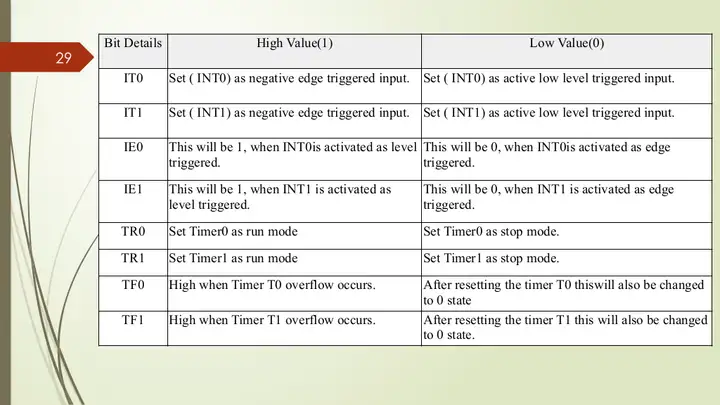 29
Bit Details High Value(1) Low Value(0)
IT0 Set ( INT0) as negative edge triggered input. Set ( INT0) as active low level triggered input.
IT1 Set ( INT1) as negative edge triggered input. Set ( INT1) as active low level triggered input.
IE0 This will be 1, when INT0is activated as level This will be 0, when INT0is activated as edge
triggered. triggered.
IE1 This will be 1, when INT1 is activated as This will be 0, when INT1 is activated as edge
level triggered. triggered.
TR0 Set Timer0 as run mode Set Timer0 as stop mode.
TR1 Set Timer1 as run mode Set Timer1 as stop mode.
TF0 High when Timer T0 overflow occurs. After resetting the timer T0 thiswill also be changed
to 0 state
TF1 High when Timer T1 overflow occurs. After resetting the timer T1 this will also be changed
to 0 state.